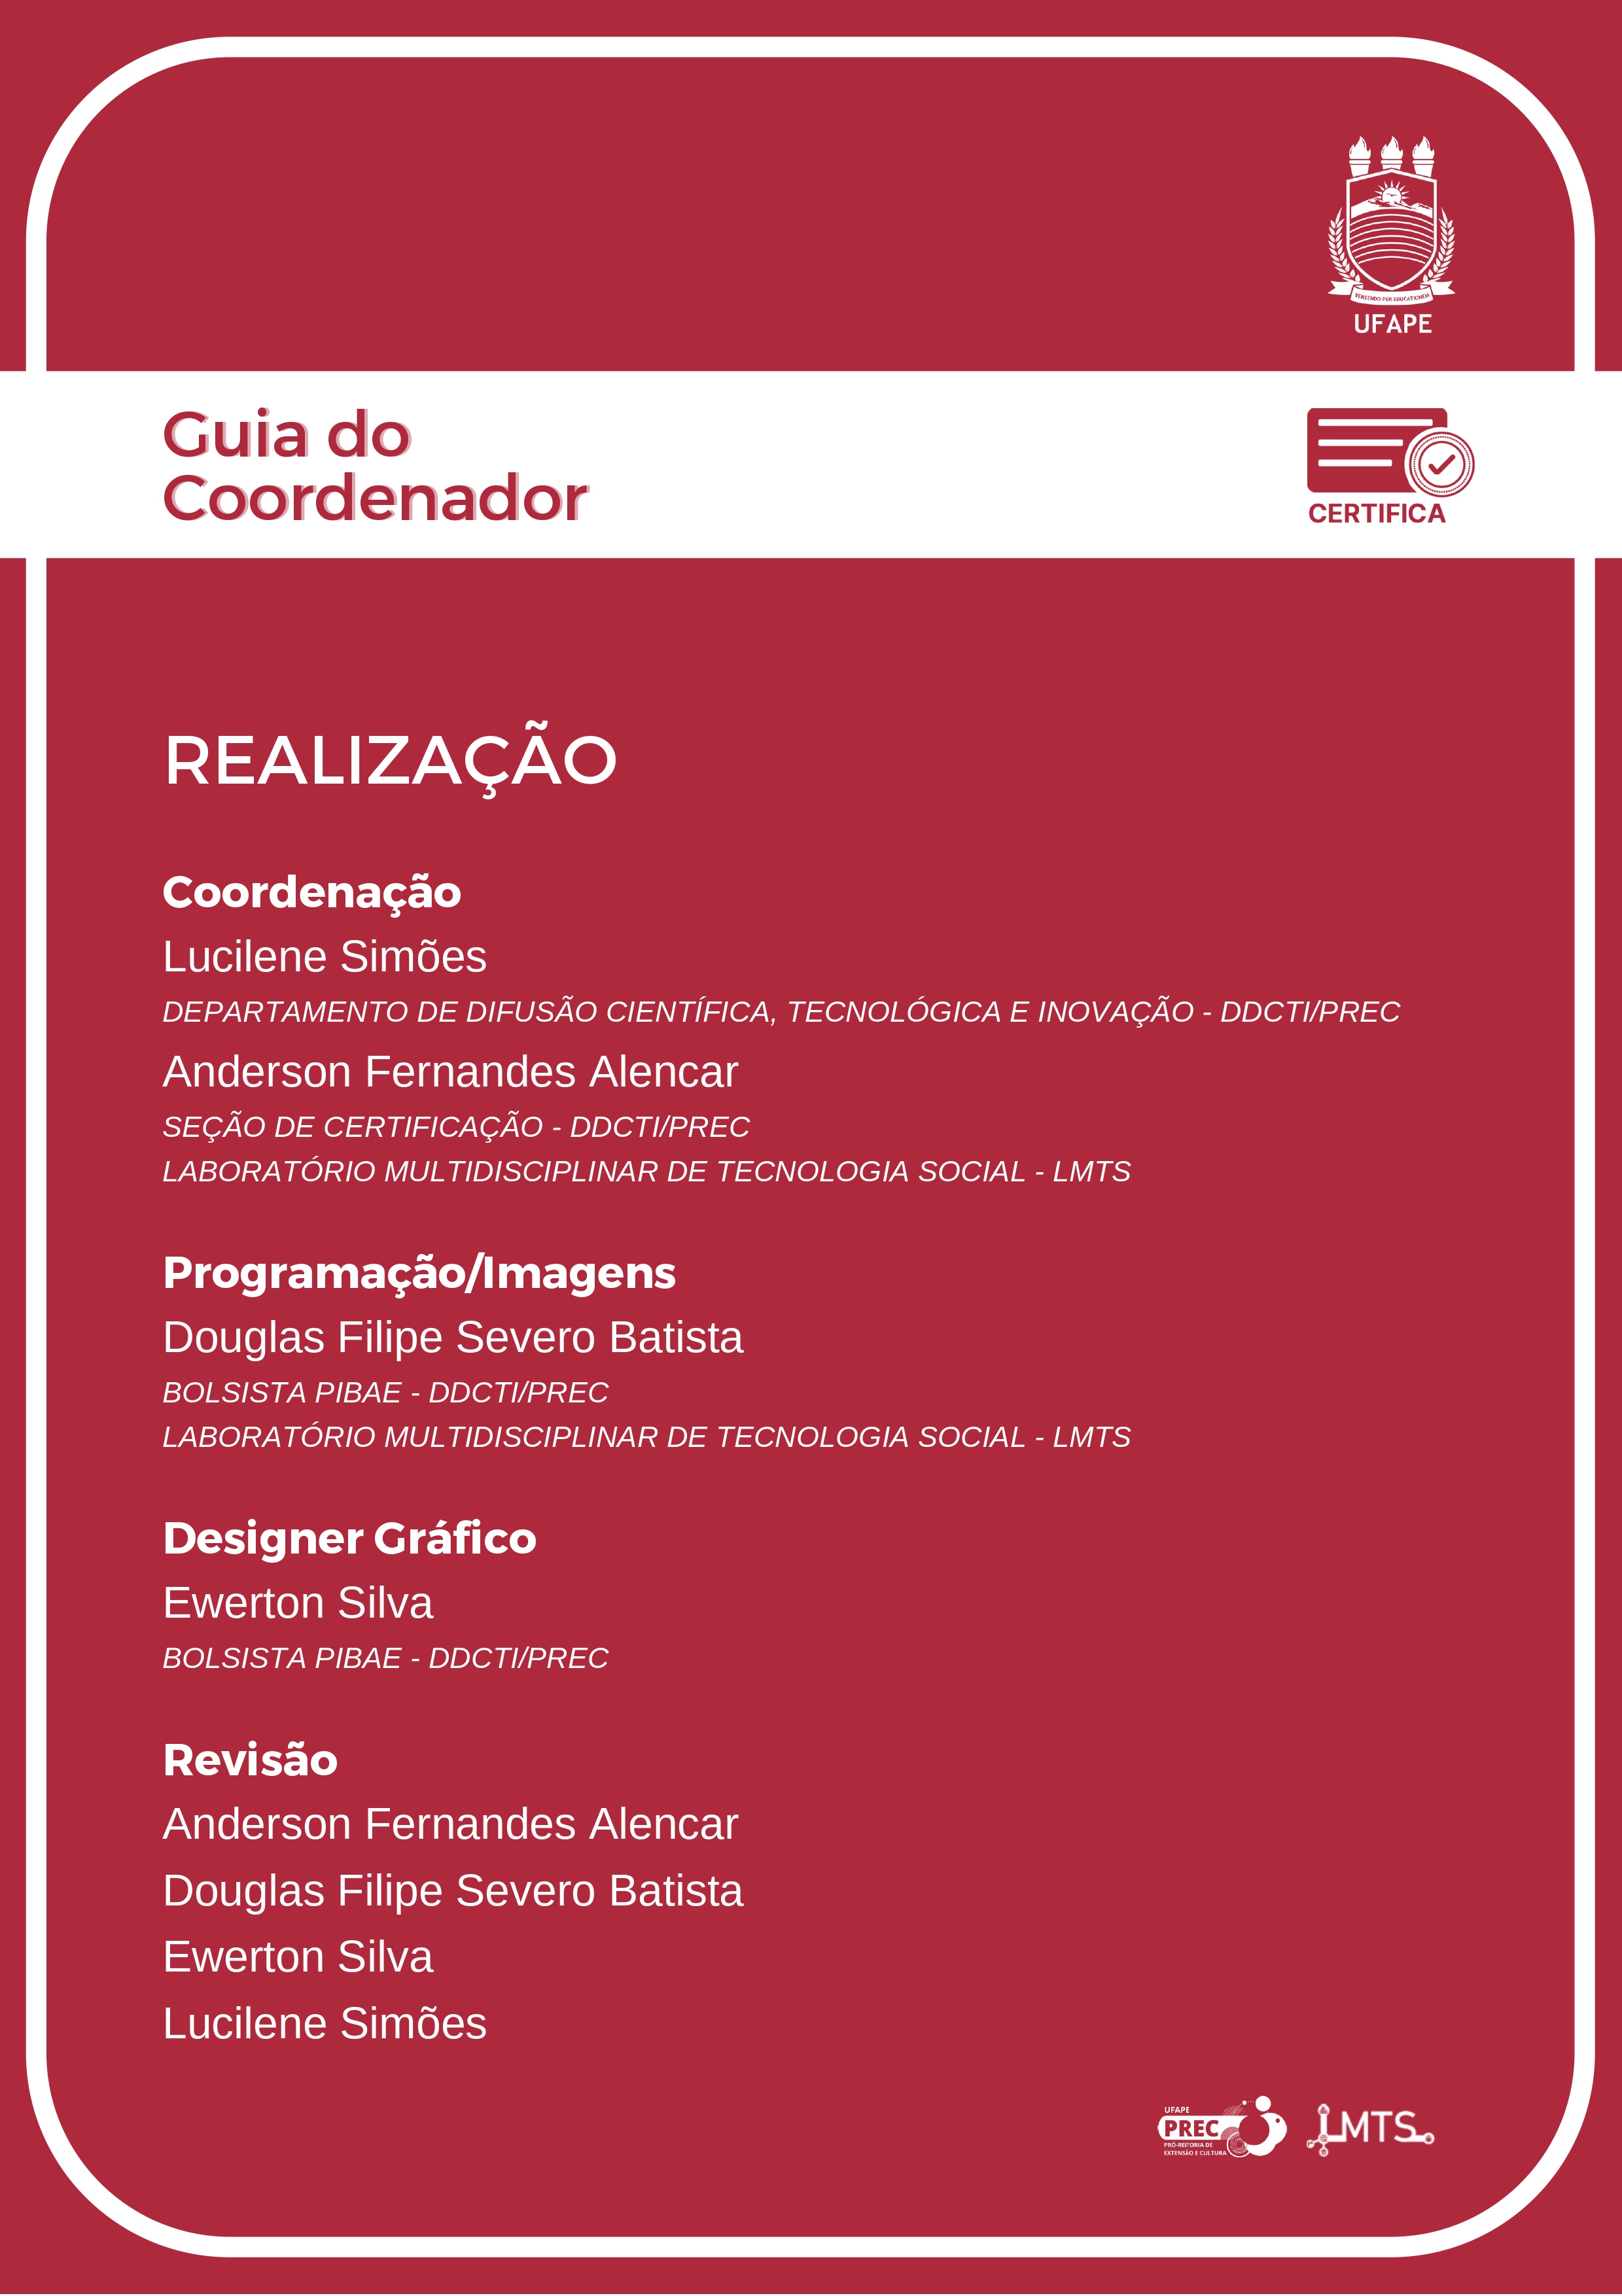 VERTENDO PER EDUCATIONEM
UFAPE
Guia do
Coordenador
CERTIFICA
REALIZAÇÃO
Coordenação
Lucilene Simões
DEPARTAMENTO DE DIFUSÃO CIENTÍFICA, TECNOLÓGICA E INOVAÇÃO - DDCTI/PREC
Anderson Fernandes Alencar
SEÇÃO DE CERTIFICAÇÃO - DDCTI/PREC
LABORATÓRIO MULTIDISCIPLINAR DE TECNOLOGIA SOCIAL - LMTS
Programação/Imagens
Douglas Filipe Severo Batista
BOLSISTA PIBAE - DDCTI/PREC
LABORATÓRIO MULTIDISCIPLINAR DE TECNOLOGIA SOCIAL - LMTS
Designer Gráfico
Ewerton Silva
BOLSISTA PIBAE - DDCTI/PREC
Revisão
Anderson Fernandes Alencar
Douglas Filipe Severo Batista
Ewerton Silva
Lucilene Simões
UFAPE
PREC
PRÓ-REITORIA DE
EXTENSÃO E CULTURA
LMTS